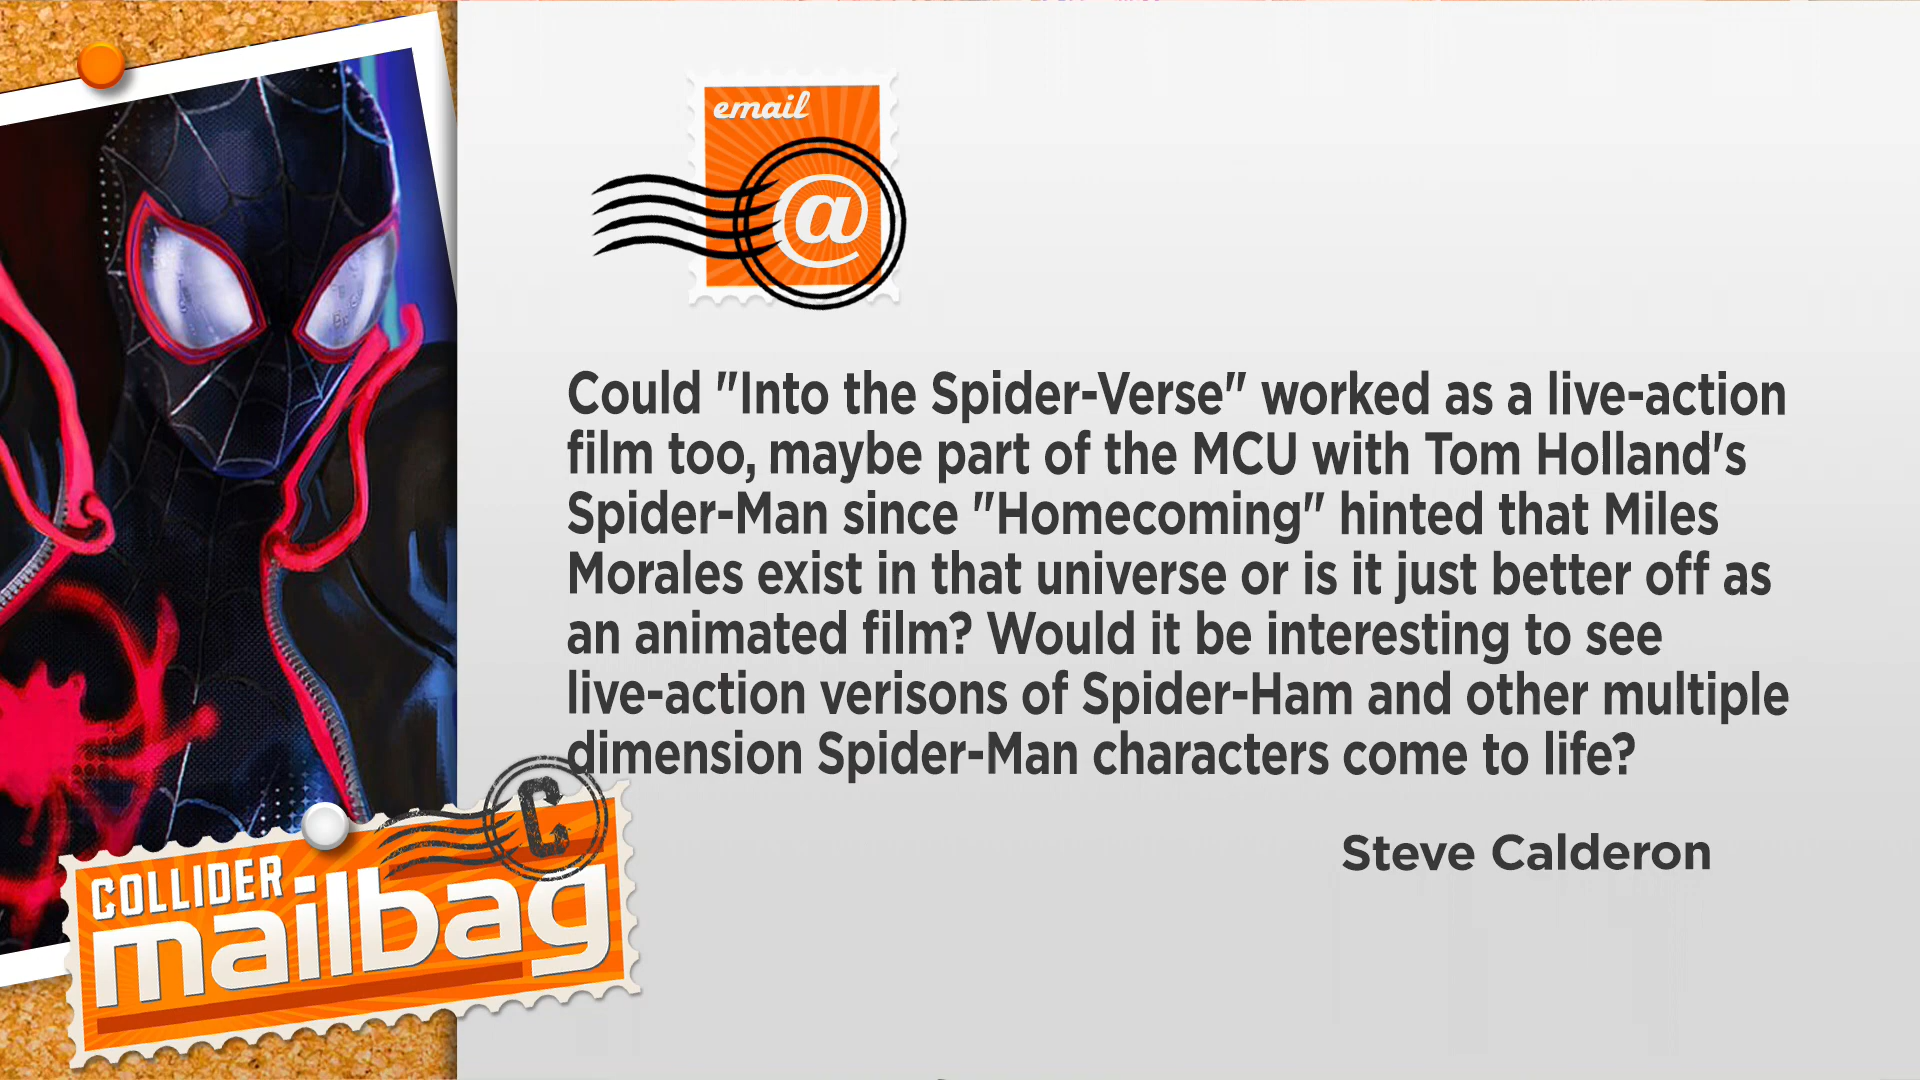 email
@
Could "Into the Spider-Verse" worked as a live-action
film too, maybe part of the MCU with Tom Holland's
Spider-Man since "Homecoming" hinted that Miles
Morales exist in that universe or is it just better off as
an animated film? Would it be interesting to see
live-action verisons of Spider-Ham and other multiple
dimension Spider-Man characters come to life?
Steve Calderon
C
COLLIDER
mailbag